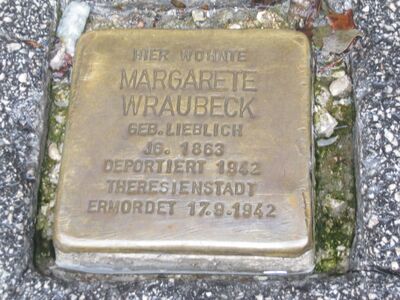 HIER WOHNTE
MARGARETE
WRAUBECK
GEB. LIEBLICH
JG. 1863
DEPORTIERT 1942
THERESIENSTADT
ERMORDET 17.9.1942